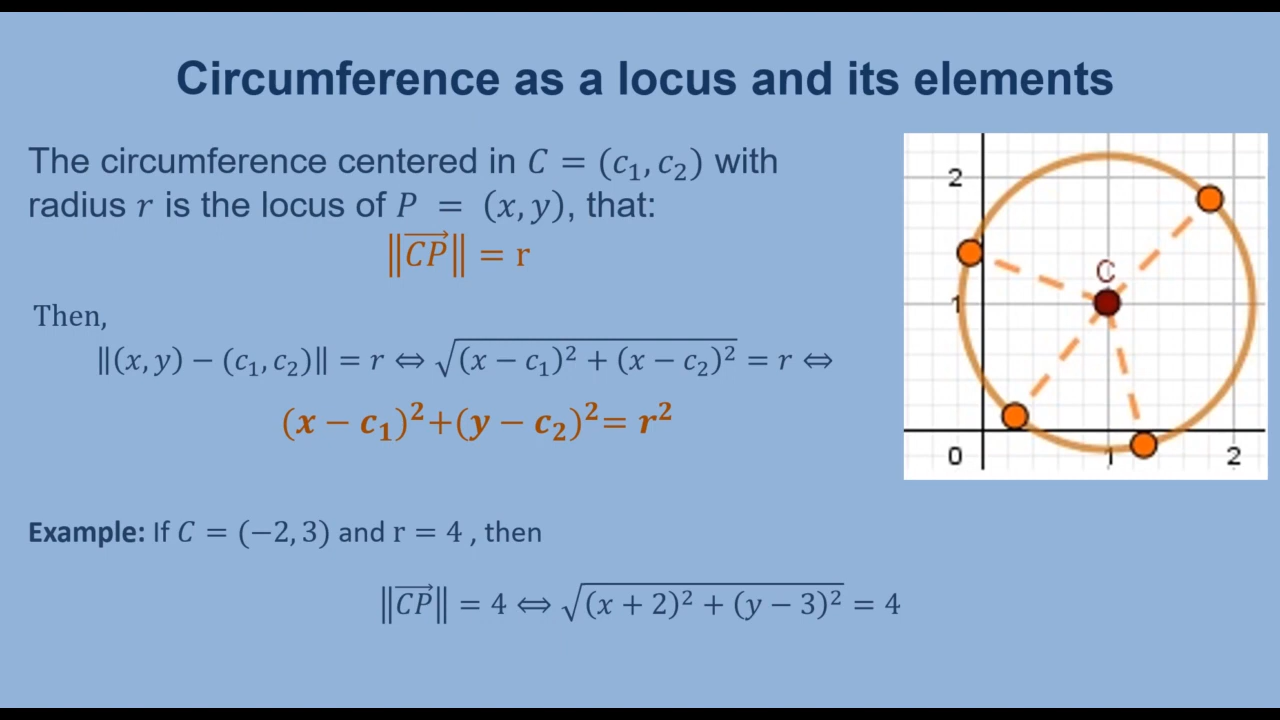 Circumference as a locus and its elements
The circumference centered in C = (c₁, c₂) with
radius r is the locus of P = (x, y), that:
‖CP⃗‖ = r
Then,
‖(x, y) − (c₁, c₂)‖ = r ⇔ √((x − c₁)² + (x − c₂)²) = r ⇔
(x − c₁)²+(y − c₂)²= r²
Example: If C = (−2, 3) and r = 4 , then
‖CP⃗‖ = 4 ⇔ √((x + 2)² + (y − 3)²) = 4
2
C
1
0 1 2